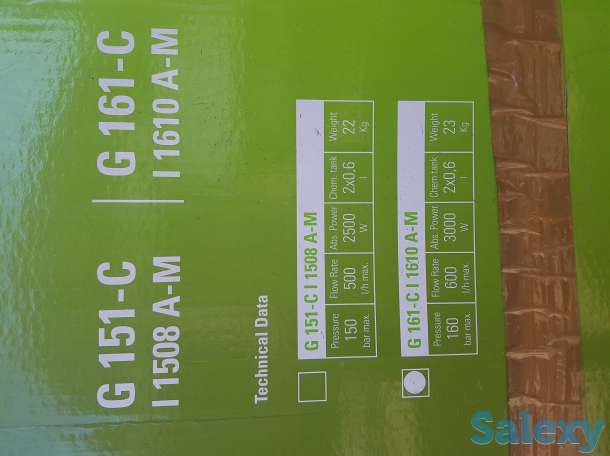 G 151-C | G 161-C
I 1508 A-M | I 1610 A-M
Technical Data
G 151-C I 1508 A-M
Pressure Flow Rate Abs. Power Chem. tank Weight
150 500 2500 2x0,6 22
bar max. l/h max. W l Kg
G 161-C I 1610 A-M
Pressure Flow Rate Abs. Power Chem. tank Weight
160 600 3000 2x0,6 23
bar max. l/h max. W l Kg
Salexy